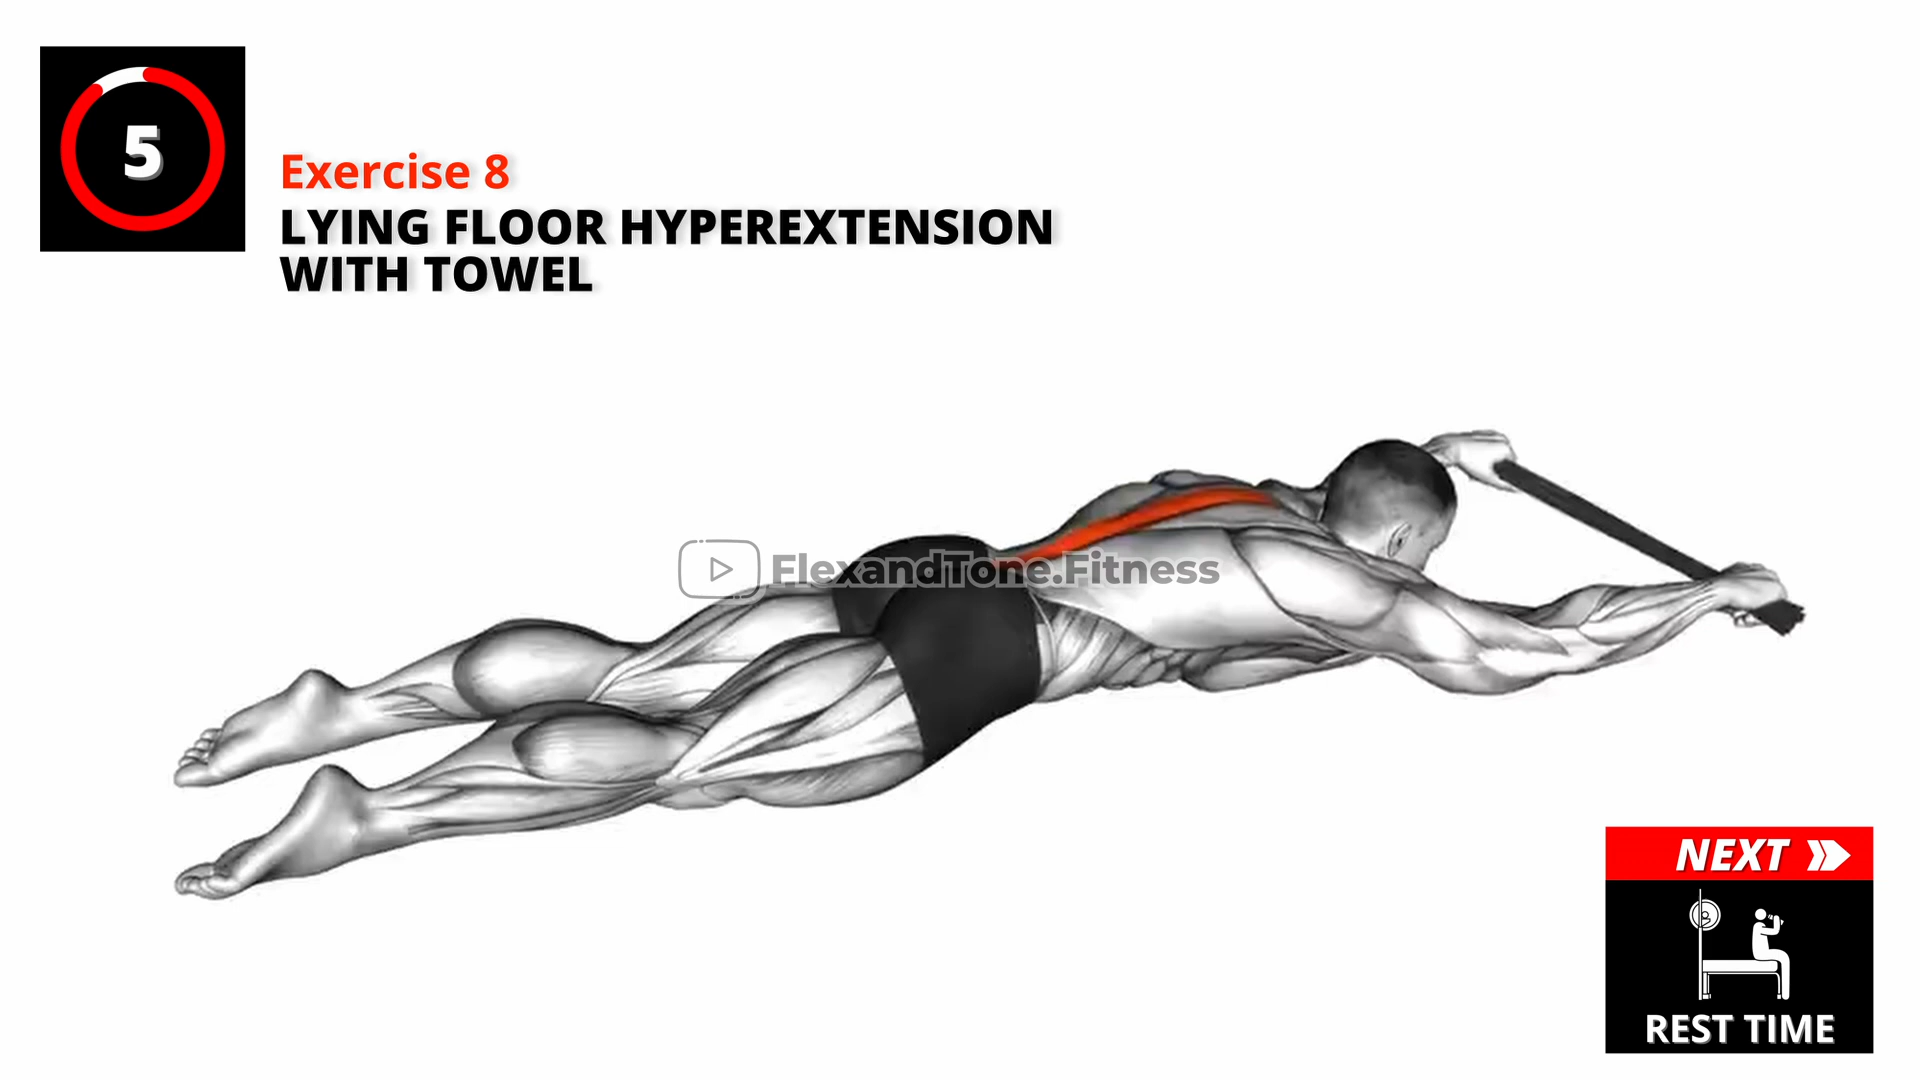 5
Exercise 8
LYING FLOOR HYPEREXTENSION
WITH TOWEL
FlexandTone.Fitness
NEXT
REST TIME